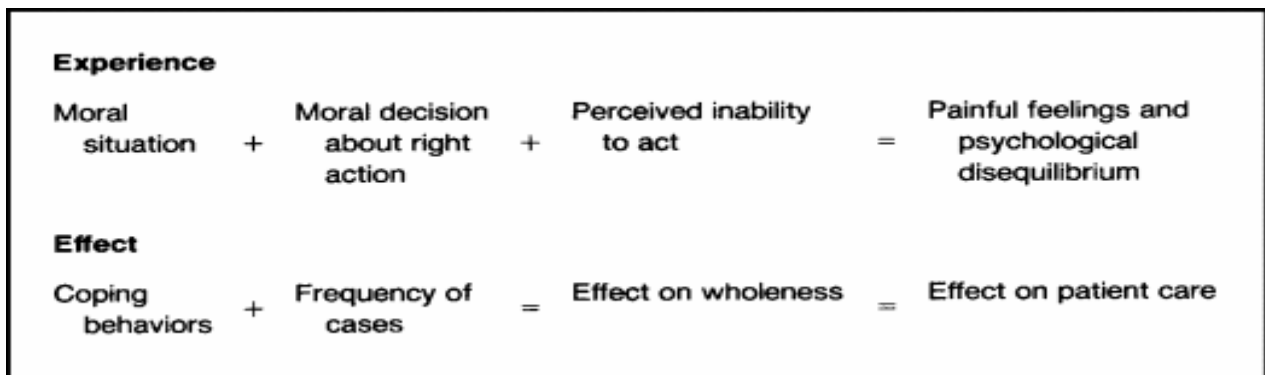 Experience
Moral situation + Moral decision about right action + Perceived inability to act = Painful feelings and psychological disequilibrium
Effect
Coping behaviors + Frequency of cases = Effect on wholeness = Effect on patient care